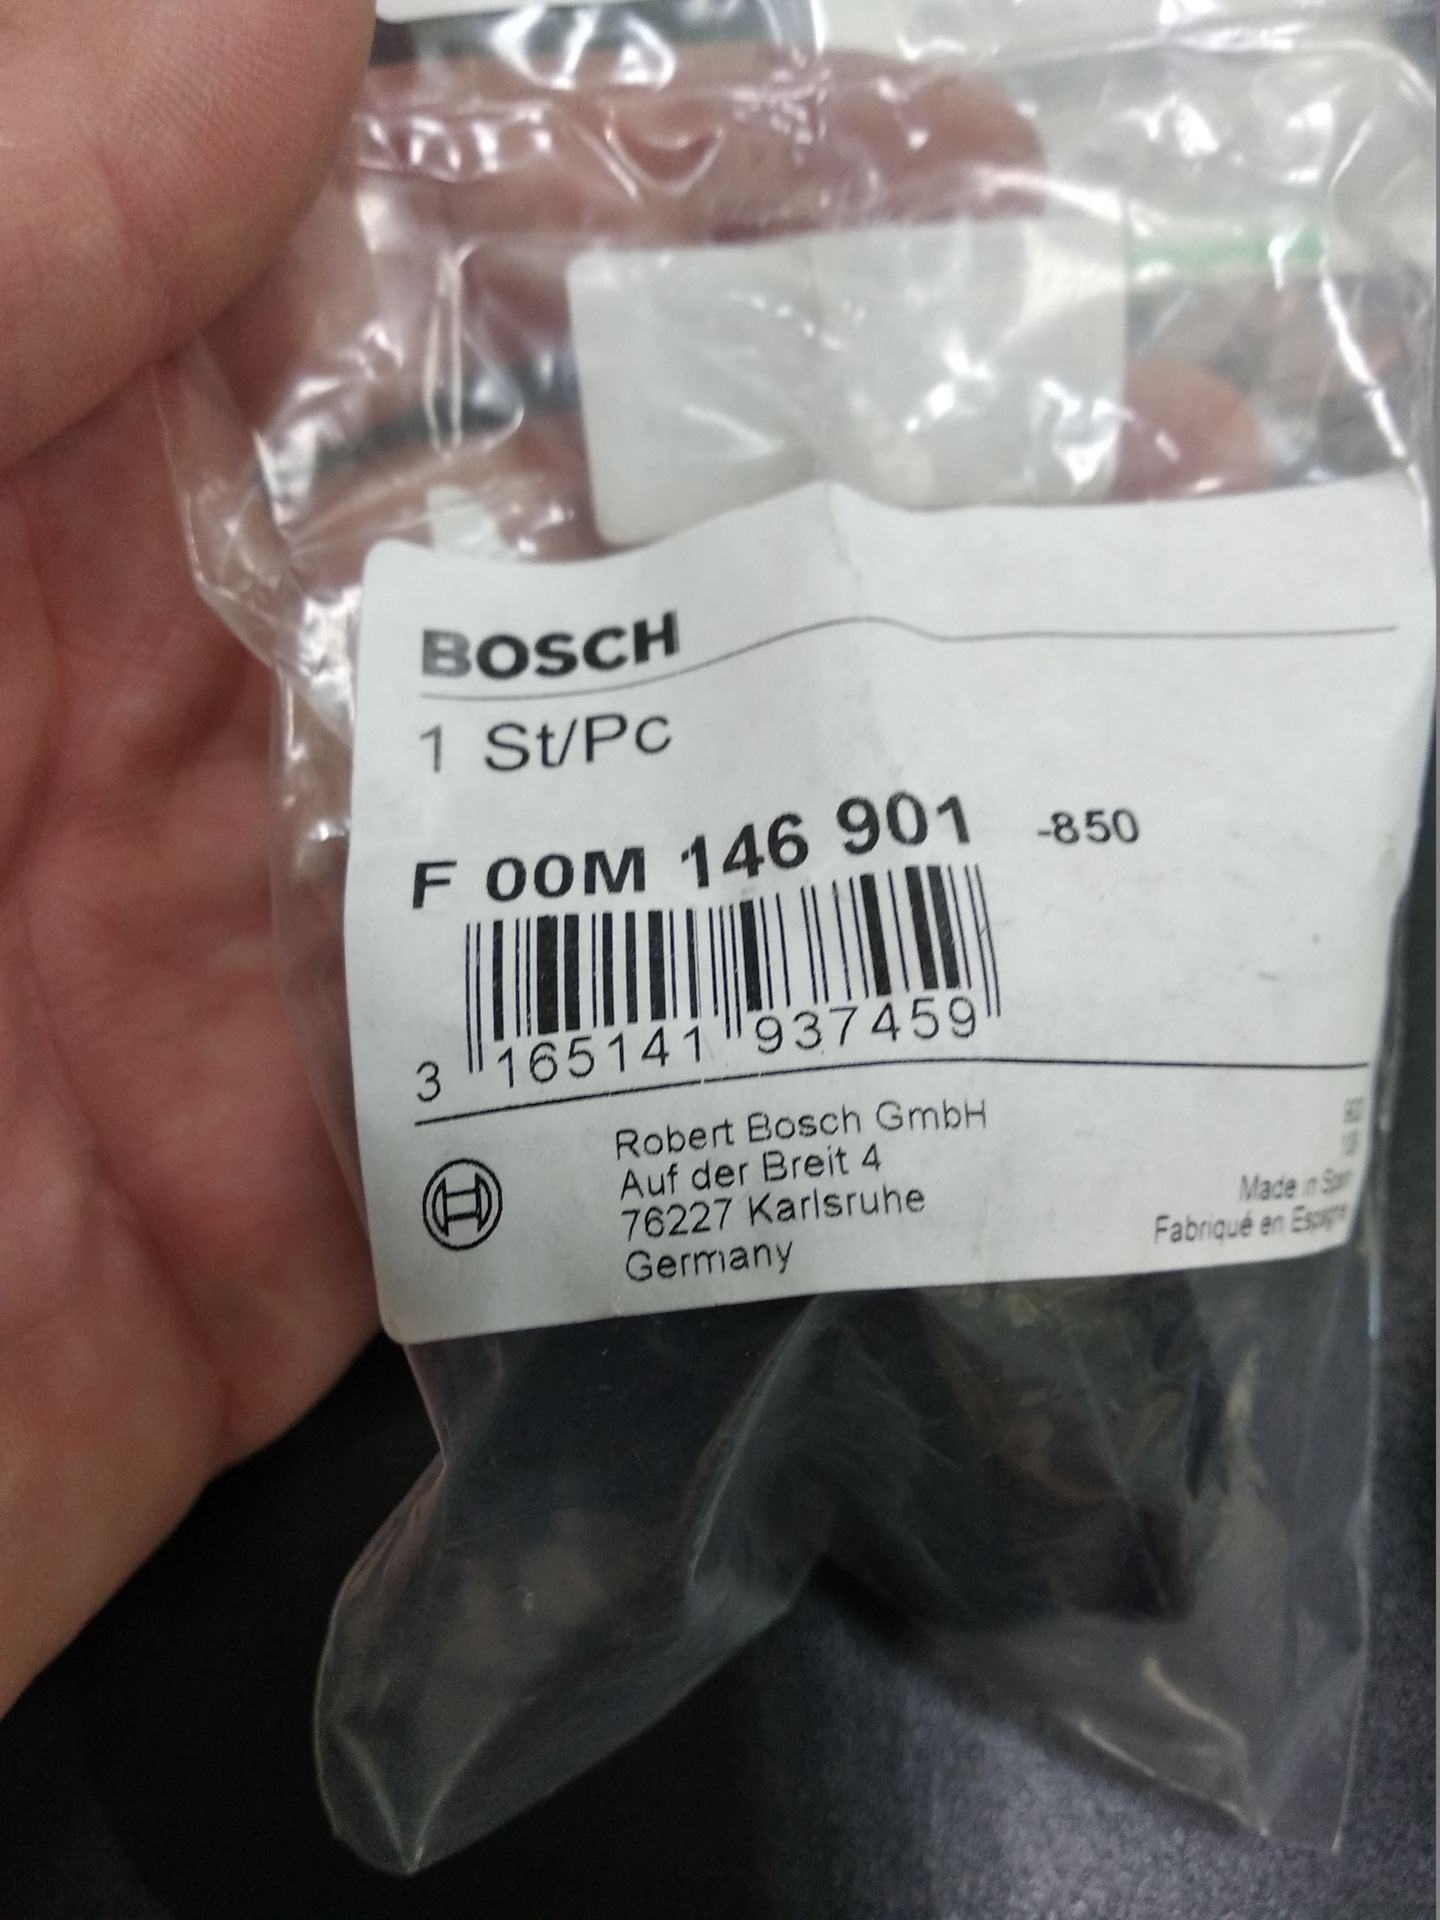 BOSCH
1 St/Pc
F 00M 146 901 -850
3 165141 937459
Robert Bosch GmbH
Auf der Breit 4
76227 Karlsruhe
Germany
Made in Spain
Fabriqué en Espagne